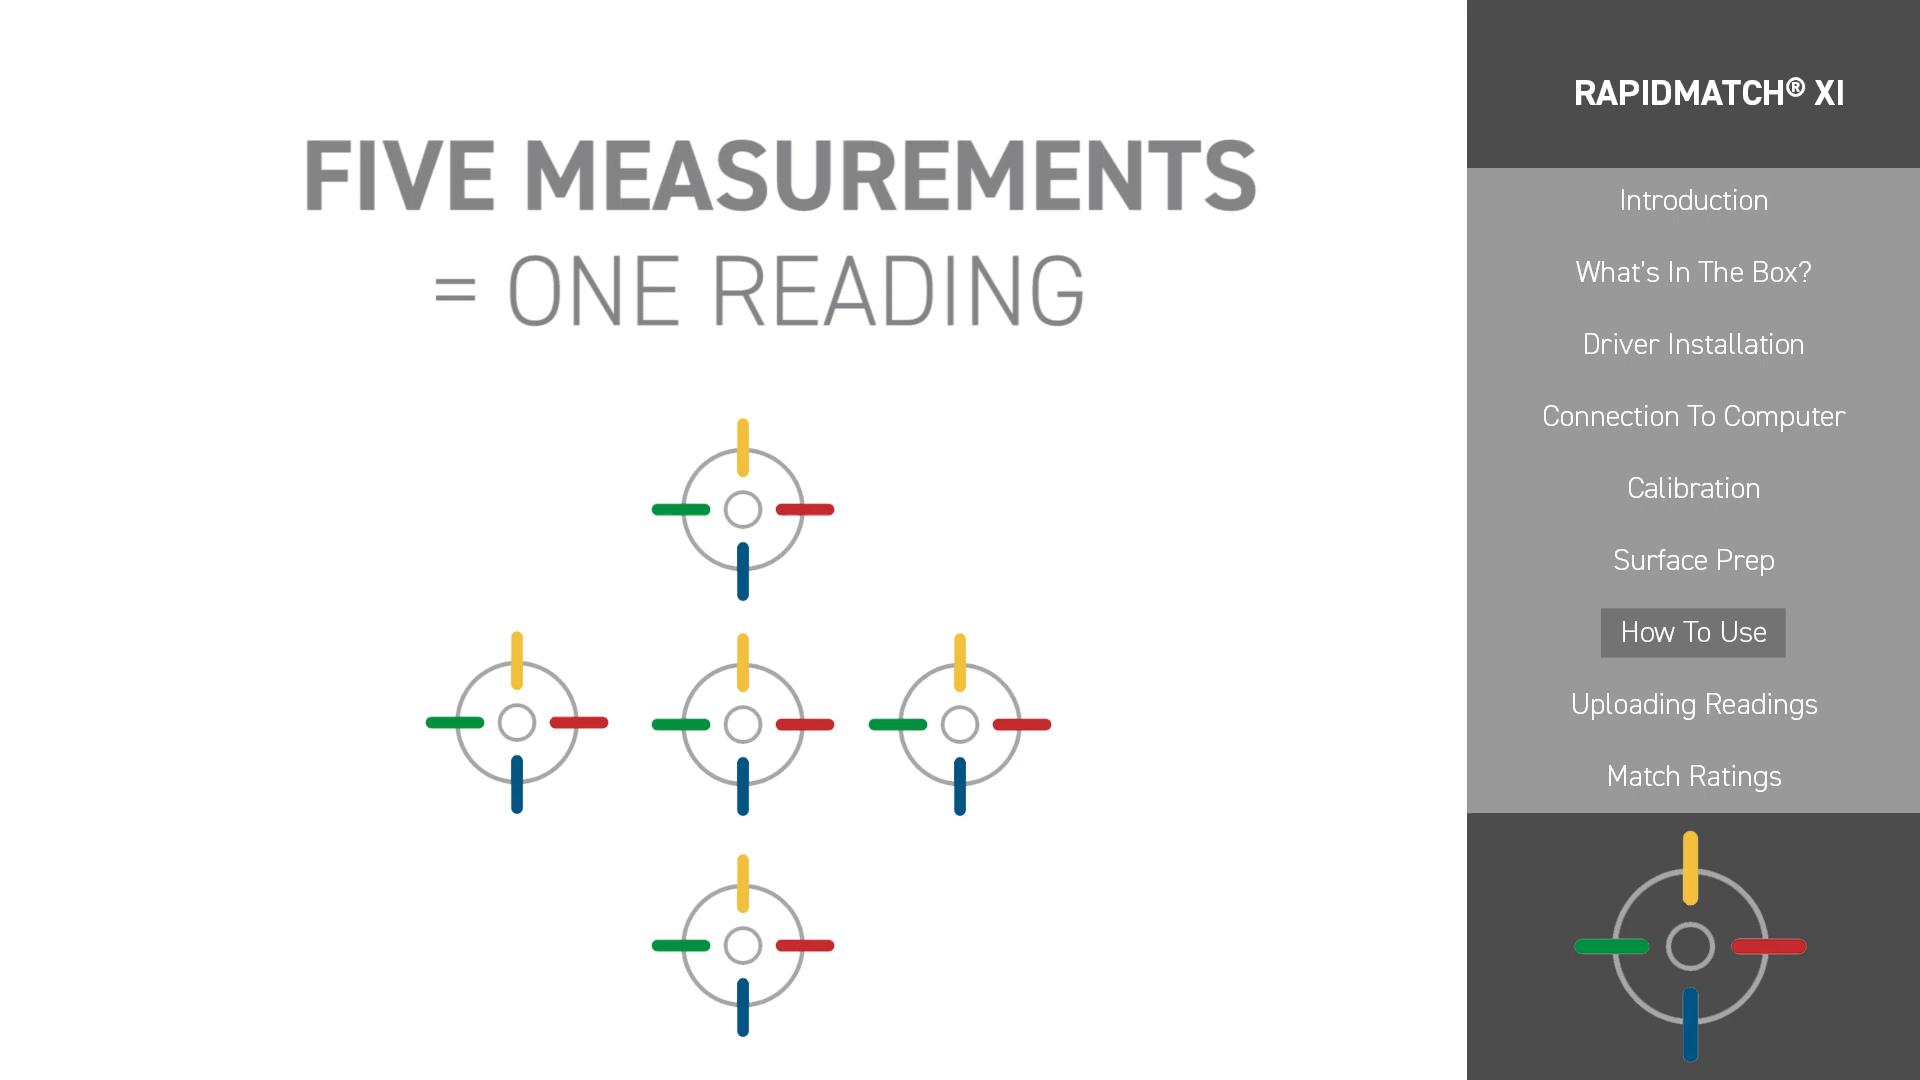 FIVE MEASUREMENTS
= ONE READING
RAPIDMATCH® XI
Introduction
What's In The Box?
Driver Installation
Connection To Computer
Calibration
Surface Prep
How To Use
Uploading Readings
Match Ratings